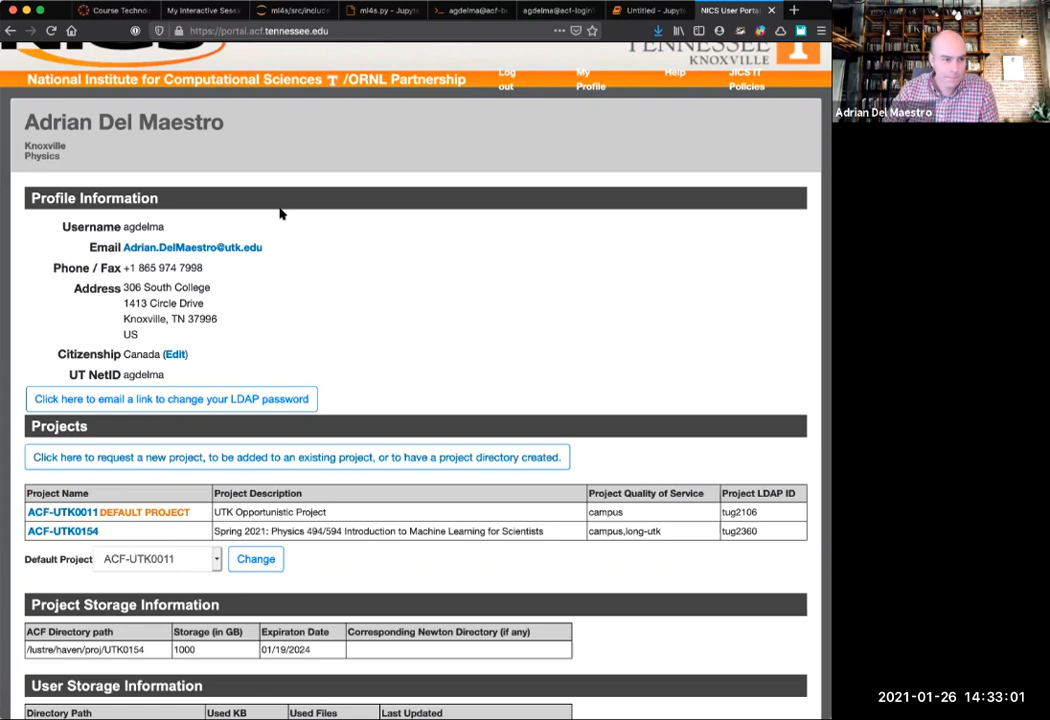 Course Techno
My Interactive Sess
ml4s/src/include
ml4s.py - Jupyte
agdelma@acf-b
agdelma@acf-login
Untitled - Jupyte
NICS User Portal
https://portal.acf.tennessee.edu
TENNESSEE
KNOXVILLE
National Institute for Computational Sciences T /ORNL Partnership
Log out
My Profile
Help
JICS IT Policies
Adrian Del Maestro
Knoxville
Physics
Profile Information
Username agdelma
Email Adrian.DelMaestro@utk.edu
Phone / Fax +1 865 974 7998
Address 306 South College
1413 Circle Drive
Knoxville, TN 37996
US
Citizenship Canada (Edit)
UT NetID agdelma
Click here to email a link to change your LDAP password
Projects
Click here to request a new project, to be added to an existing project, or to have a project directory created.
Project Name Project Description Project Quality of Service Project LDAP ID
ACF-UTK0011 DEFAULT PROJECT UTK Opportunistic Project campus tug2106
ACF-UTK0154 Spring 2021: Physics 494/594 Introduction to Machine Learning for Scientists campus,long-utk tug2360
Default Project ACF-UTK0011 Change
Project Storage Information
ACF Directory path Storage (in GB) Expiraton Date Corresponding Newton Directory (if any)
/lustre/haven/proj/UTK0154 1000 01/19/2024
User Storage Information
Directory Path Used KB Used Files Last Updated
Adrian Del Maestro
2021-01-26 14:33:01